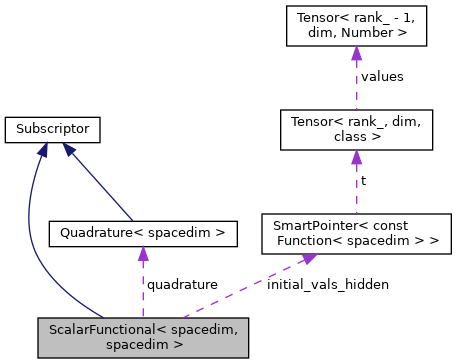 Tensor< rank_ - 1,
dim, Number >
values
Subscriptor
Tensor< rank_, dim,
class >
t
Quadrature< spacedim >
SmartPointer< const
Function< spacedim > >
quadrature
initial_vals_hidden
ScalarFunctional< spacedim,
spacedim >